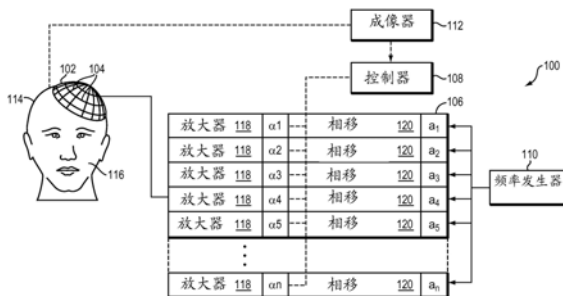 成像器 112
100
102 104
控制器 108
114
106
放大器 118 α1 相移 120 a1
110
放大器 118 α2 相移 120 a2
116 放大器 118 α3 相移 120 a3 频率发生器
放大器 118 α4 相移 120 a4
放大器 118 α5 相移 120 a5
放大器 118 αn 相移 120 an